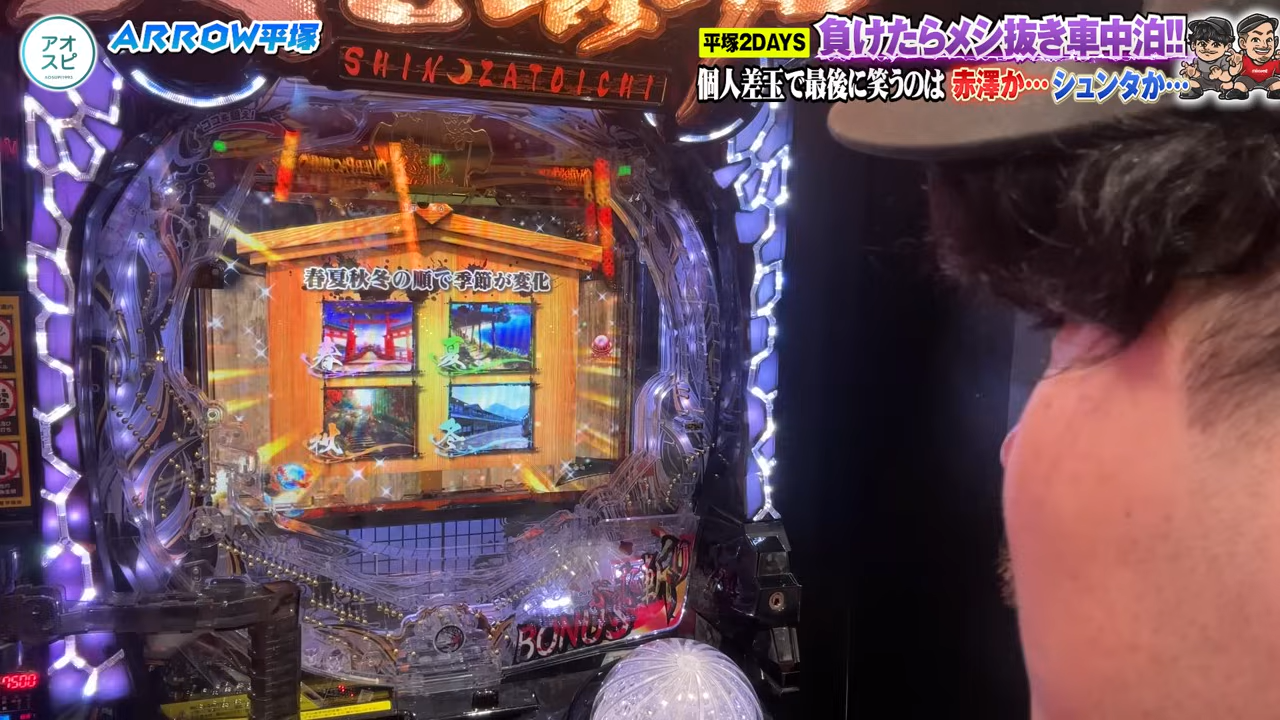 アオ
スピ
ARROW平塚
平塚2DAYS
負けたらメシ抜き車中泊!!
個人差玉で最後に笑うのは 赤澤か… シュンタか…
SHIN ZATOICHI
春夏秋冬の順で季節が変化
春
夏
秋
冬
BONUS
7500